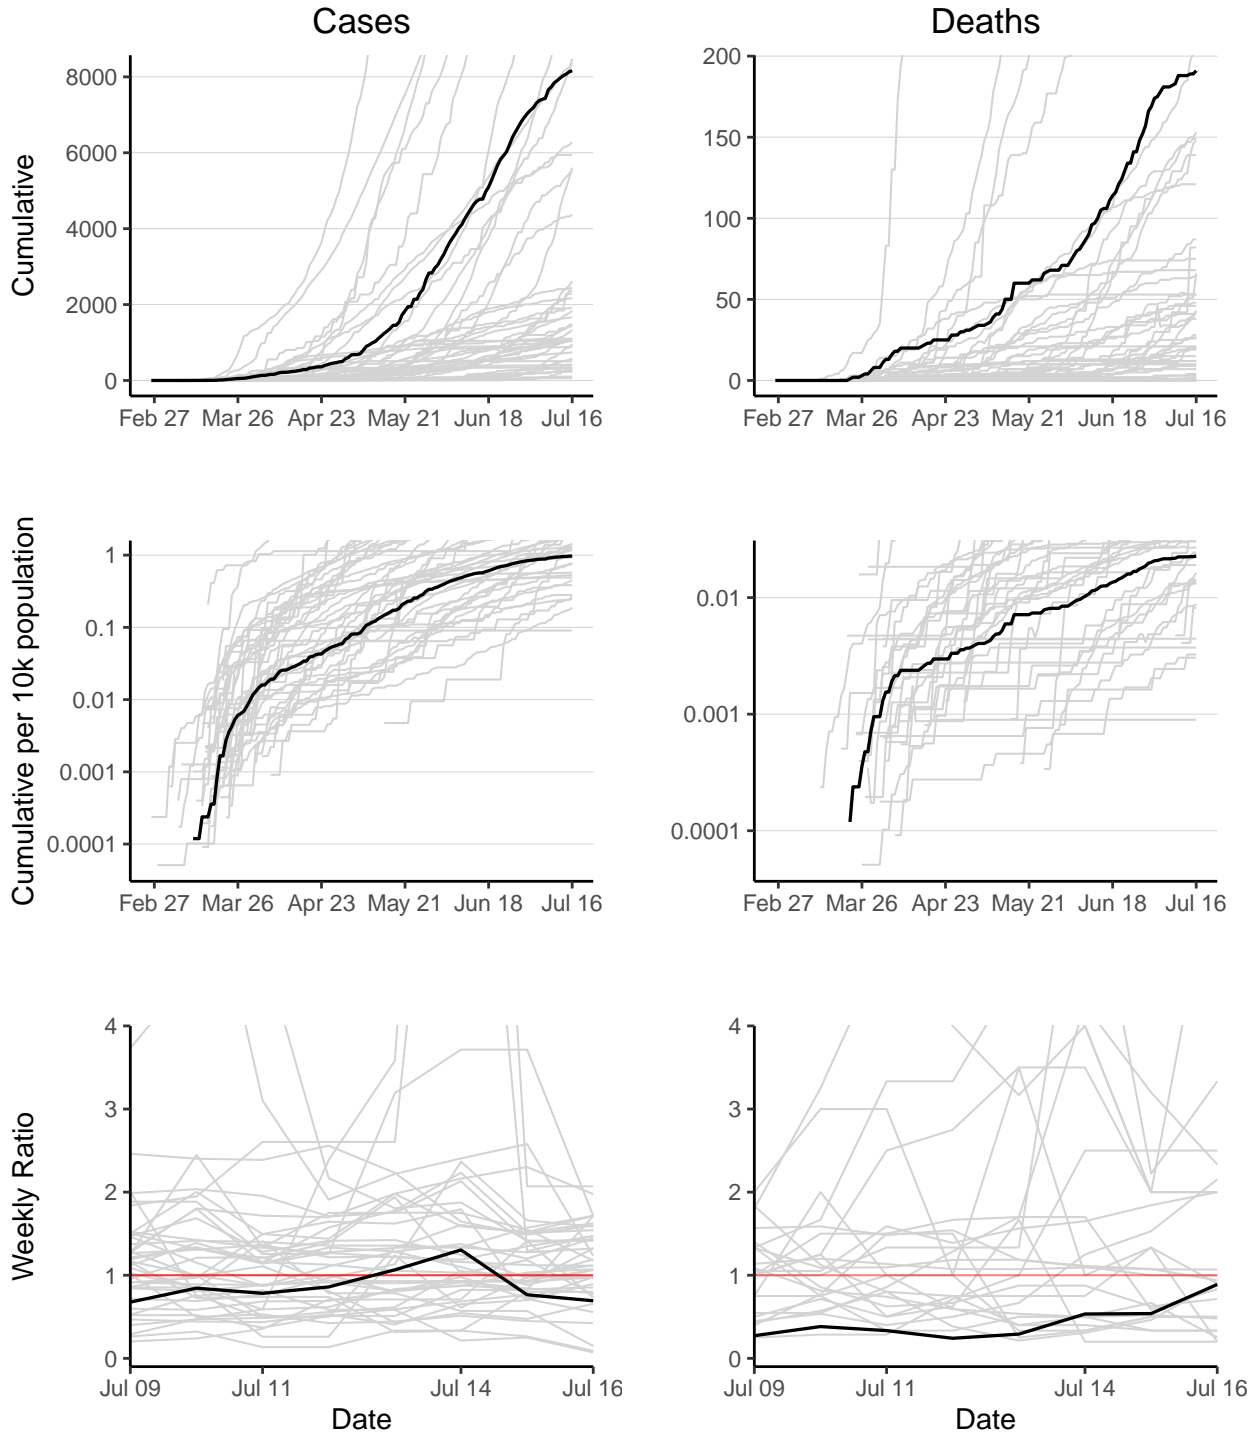 Cases
Deaths
Cumulative
8000
6000
4000
2000
0
Feb 27 Mar 26 Apr 23 May 21 Jun 18 Jul 16
200
150
100
50
0
Feb 27 Mar 26 Apr 23 May 21 Jun 18 Jul 16
Cumulative per 10k population
1
0.1
0.01
0.001
0.0001
Feb 27 Mar 26 Apr 23 May 21 Jun 18 Jul 16
0.01
0.001
0.0001
Feb 27 Mar 26 Apr 23 May 21 Jun 18 Jul 16
Weekly Ratio
4
3
2
1
0
Jul 09 Jul 11 Jul 14 Jul 16
Date
4
3
2
1
0
Jul 09 Jul 11 Jul 14 Jul 16
Date